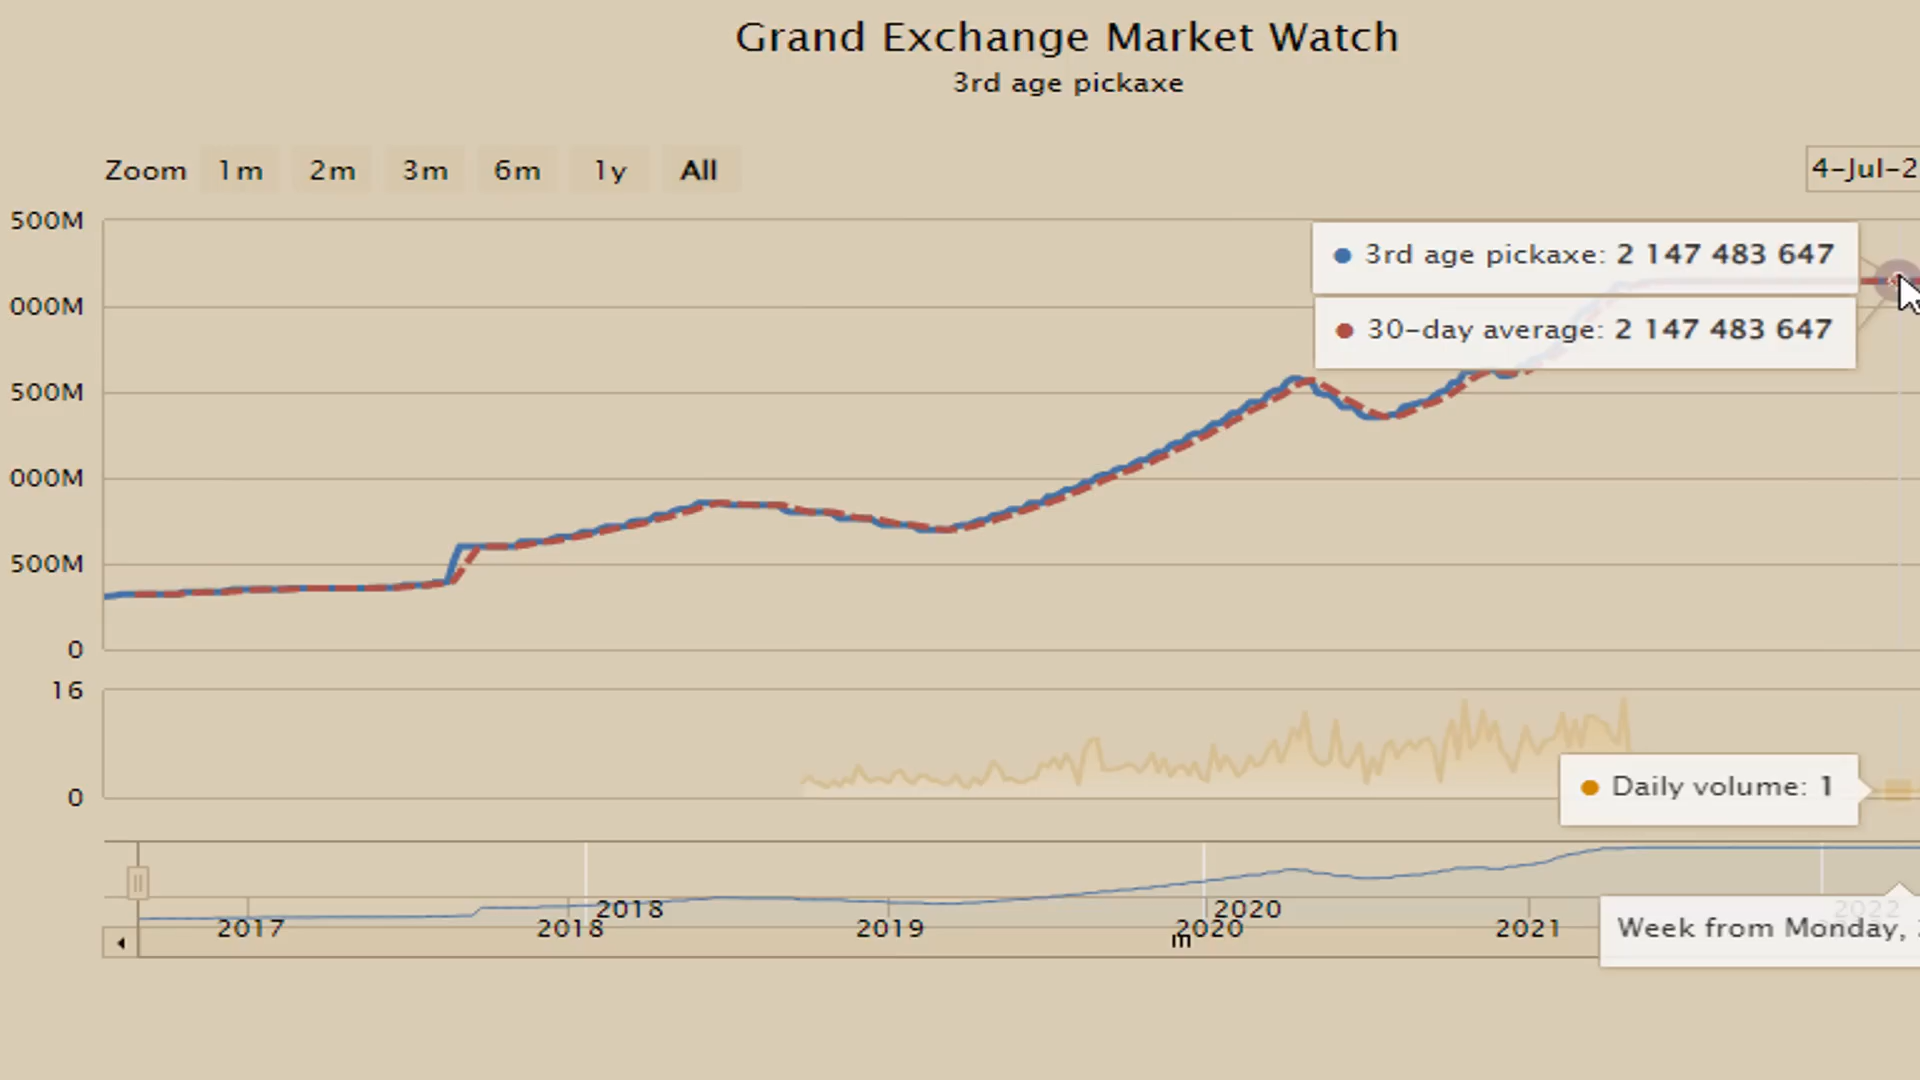 Grand Exchange Market Watch
3rd age pickaxe
Zoom 1m 2m 3m 6m 1y All
4-Jul-2
500M
3rd age pickaxe: 2 147 483 647
000M
30-day average: 2 147 483 647
500M
000M
500M
0
16
Daily volume: 1
0
2018 2020 2022
2017 2018 2019 2020 2021
m
Week from Monday,